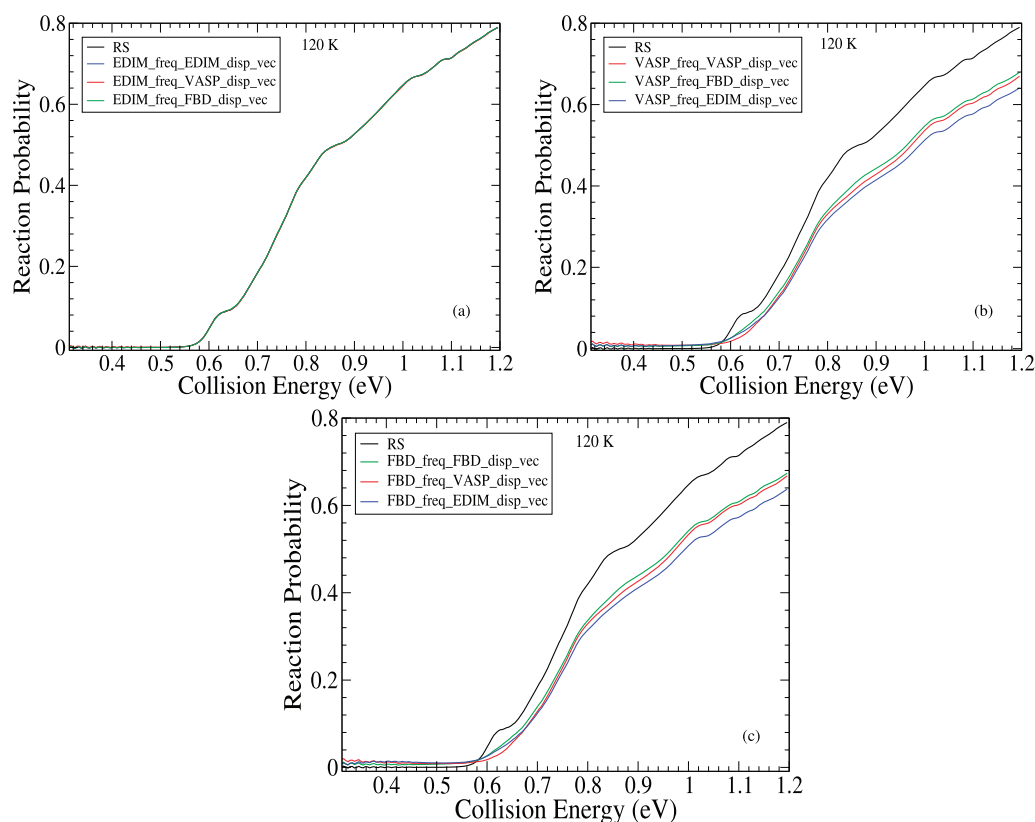 0.8
0.6
0.4
0.2
0
Reaction Probability
RS
EDIM_freq_EDIM_disp_vec
EDIM_freq_VASP_disp_vec
EDIM_freq_FBD_disp_vec
120 K
(a)
0.4 0.5 0.6 0.7 0.8 0.9 1 1.1 1.2
Collision Energy (eV)
0.8
0.6
0.4
0.2
0
Reaction Probability
RS
VASP_freq_VASP_disp_vec
VASP_freq_FBD_disp_vec
VASP_freq_EDIM_disp_vec
120 K
(b)
0.4 0.5 0.6 0.7 0.8 0.9 1 1.1 1.2
Collision Energy (eV)
0.8
0.6
0.4
0.2
0
Reaction Probability
RS
FBD_freq_FBD_disp_vec
FBD_freq_VASP_disp_vec
FBD_freq_EDIM_disp_vec
120 K
(c)
0.4 0.5 0.6 0.7 0.8 0.9 1 1.1 1.2
Collision Energy (eV)